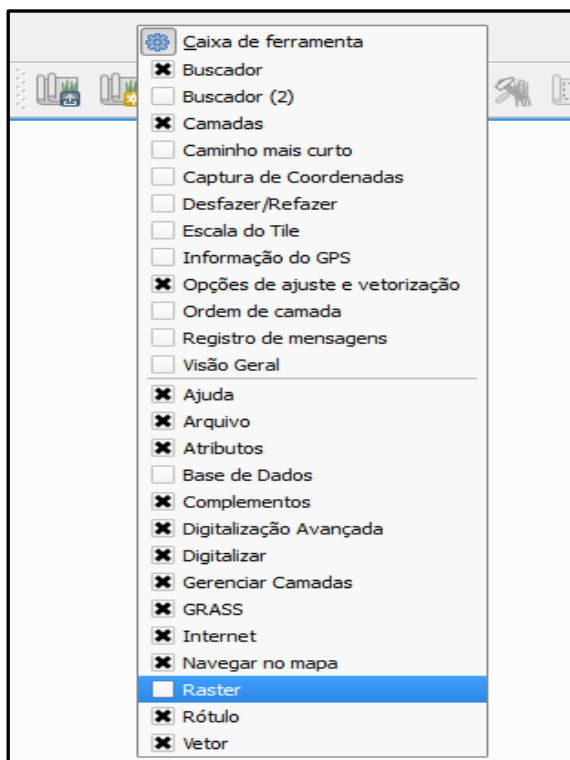 Caixa de ferramenta
Buscador
Buscador (2)
Camadas
Caminho mais curto
Captura de Coordenadas
Desfazer/Refazer
Escala do Tile
Informação do GPS
Opções de ajuste e vetorização
Ordem de camada
Registro de mensagens
Visão Geral
Ajuda
Arquivo
Atributos
Base de Dados
Complementos
Digitalização Avançada
Digitalizar
Gerenciar Camadas
GRASS
Internet
Navegar no mapa
Raster
Rótulo
Vetor